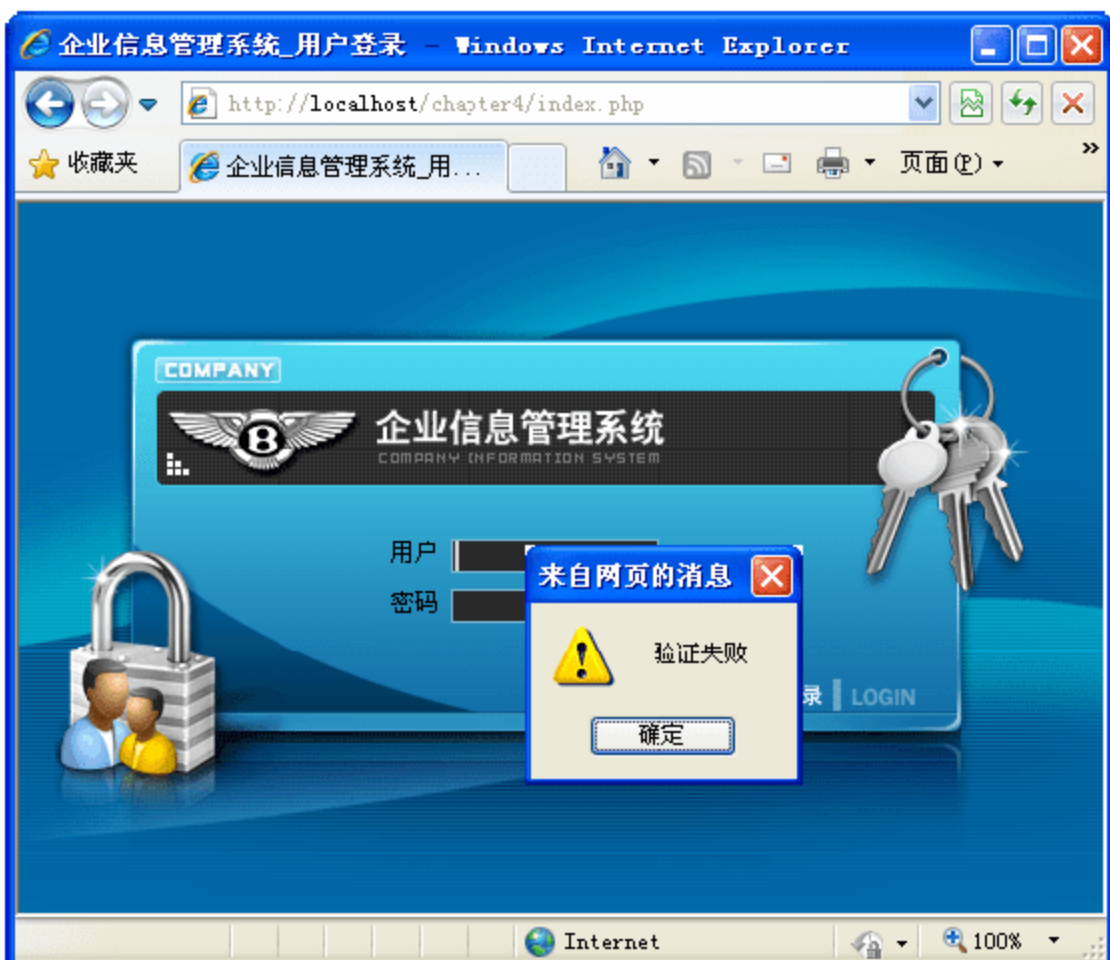 企业信息管理系统_用户登录 - Windows Internet Explorer
http://localhost/chapter4/index.php
收藏夹
企业信息管理系统_用...
页面(P)
»
COMPANY
B
企业信息管理系统
COMPANY INFORMATION SYSTEM
用户
密码
来自网页的消息
验证失败
录 LOGIN
确定
Internet
100%